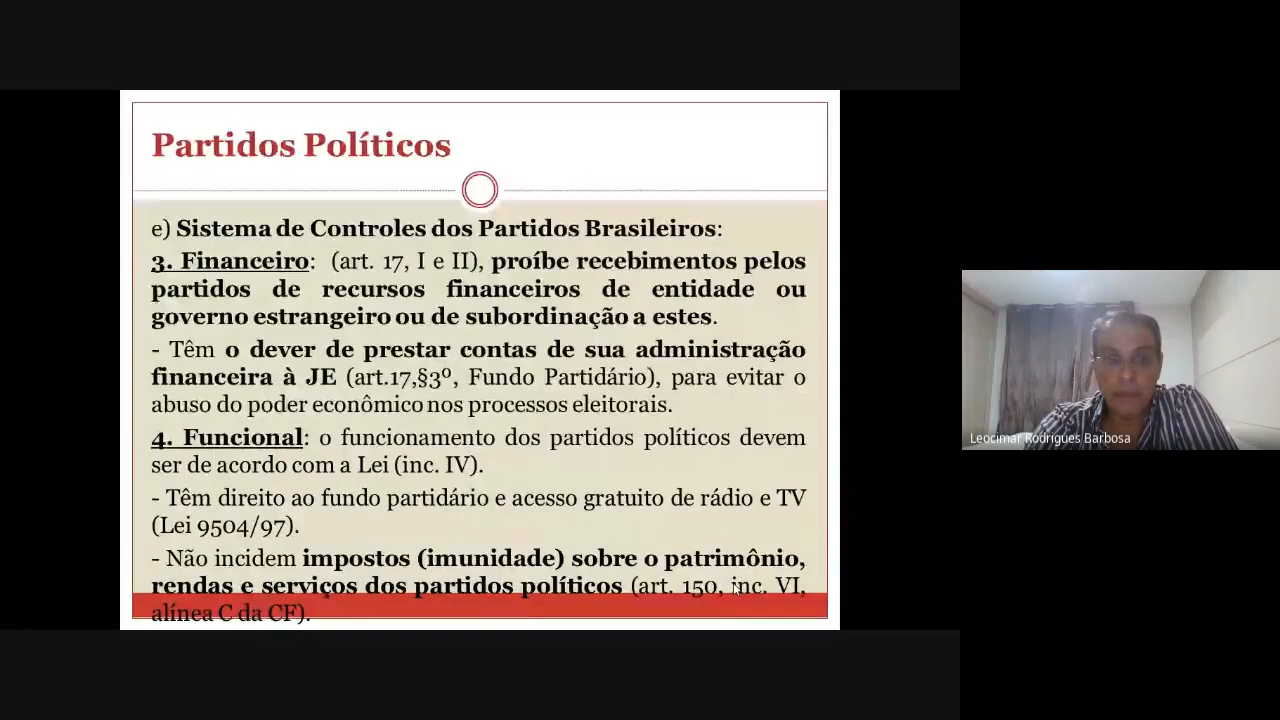 Partidos Políticos
e) Sistema de Controles dos Partidos Brasileiros:
3. Financeiro: (art. 17, I e II), proíbe recebimentos pelos
partidos de recursos financeiros de entidade ou
governo estrangeiro ou de subordinação a estes.
- Têm o dever de prestar contas de sua administração
financeira à JE (art.17,§3º, Fundo Partidário), para evitar o
abuso do poder econômico nos processos eleitorais.
4. Funcional: o funcionamento dos partidos políticos devem
ser de acordo com a Lei (inc. IV).
- Têm direito ao fundo partidário e acesso gratuito de rádio e TV
(Lei 9504/97).
- Não incidem impostos (imunidade) sobre o patrimônio,
rendas e serviços dos partidos políticos (art. 150, inc. VI,
alínea C da CF).
Leocimar Rodrigues Barbosa